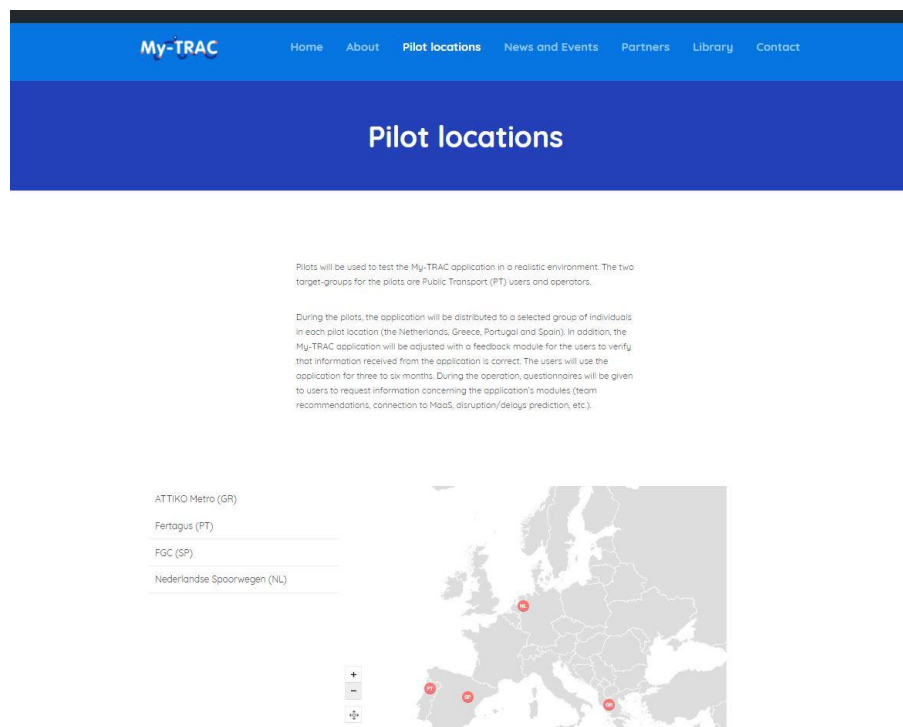 My-TRAC
Home About Pilot locations News and Events Partners Library Contact
Pilot locations
Pilots will be used to test the My-TRAC application in a realistic environment. The two
target-groups for the pilots are Public Transport (PT) users and operators.
During the pilots, the application will be distributed to a selected group of individuals
in each pilot location (the Netherlands, Greece, Portugal and Spain). In addition, the
My-TRAC application will be adjusted with a feedback module for the users to verify
that information received from the application is correct. The users will use the
application for three to six months. During the operation, questionnaires will be given
to users to request information concerning the application's modules (team
recommendations, connection to MaaS, disruption/delays prediction, etc.).
ATTIKO Metro (GR)
Fertagus (PT)
FGC (SP)
Nederlandse Spoorwegen (NL)
NL
+
−
PT
SP
GR